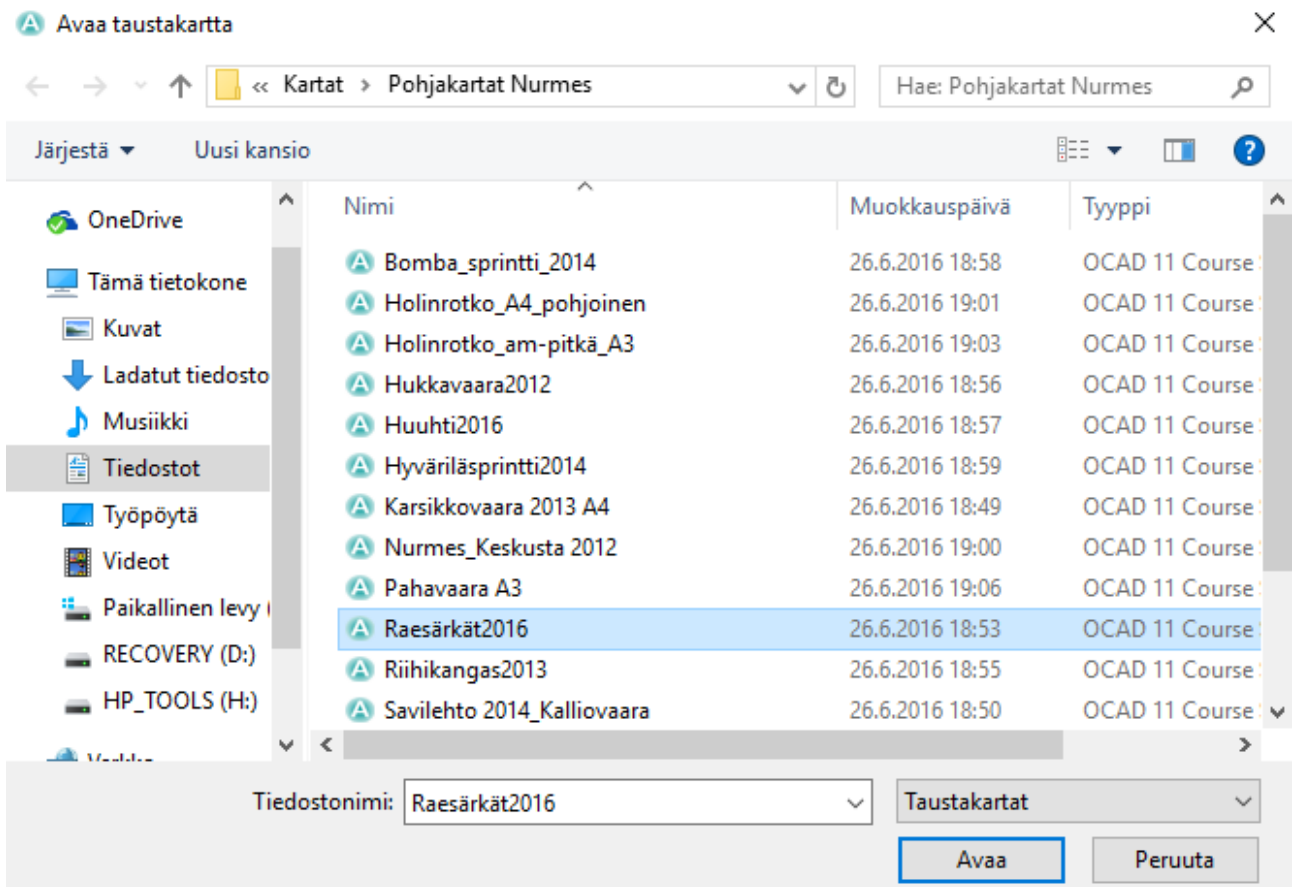 Avaa taustakartta
« Kartat > Pohjakartat Nurmes
Hae: Pohjakartat Nurmes
Järjestä Uusi kansio
Nimi Muokkauspäivä Tyyppi
OneDrive
Tämä tietokone
Kuvat
Ladatut tiedosto
Musiikki
Tiedostot
Työpöytä
Videot
Paikallinen levy (
RECOVERY (D:)
HP_TOOLS (H:)
Bomba_sprintti_2014 26.6.2016 18:58 OCAD 11 Course
Holinrotko_A4_pohjoinen 26.6.2016 19:01 OCAD 11 Course
Holinrotko_am-pitkä_A3 26.6.2016 19:03 OCAD 11 Course
Hukkavaara2012 26.6.2016 18:56 OCAD 11 Course
Huuhti2016 26.6.2016 18:57 OCAD 11 Course
Hyväriläsprintti2014 26.6.2016 18:59 OCAD 11 Course
Karsikkovaara 2013 A4 26.6.2016 18:49 OCAD 11 Course
Nurmes_Keskusta 2012 26.6.2016 19:00 OCAD 11 Course
Pahavaara A3 26.6.2016 19:06 OCAD 11 Course
Raesärkät2016 26.6.2016 18:53 OCAD 11 Course
Riihikangas2013 26.6.2016 18:55 OCAD 11 Course
Savilehto 2014_Kalliovaara 26.6.2016 18:50 OCAD 11 Course
Tiedostonimi: Raesärkät2016 Taustakartat
Avaa Peruuta